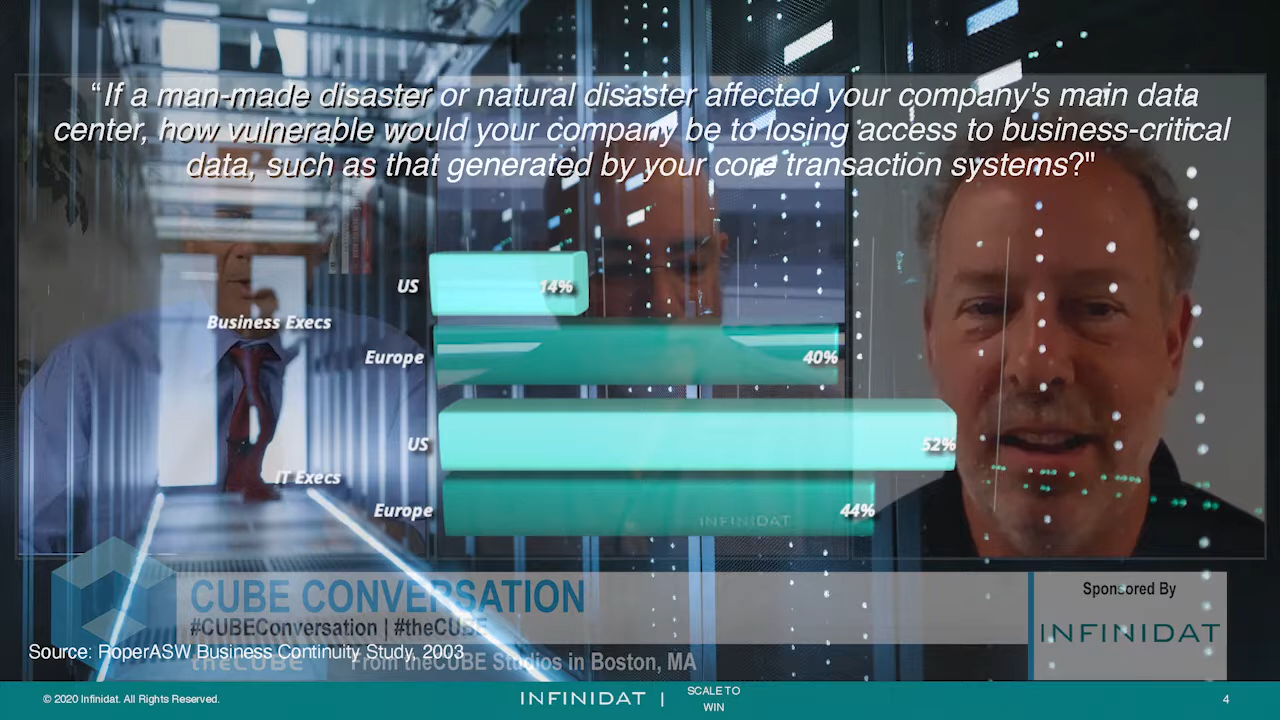 “If a man-made disaster or natural disaster affected your company's main data
center, how vulnerable would your company be to losing access to business-critical
data, such as that generated by your core transaction systems?"
US
14%
Business Execs
Europe
40%
US
52%
IT Execs
Europe
44%
INFINIDAT
CUBE CONVERSATION
#CUBEConversation | #theCUBE
Sponsored By
INFINIDAT
Source: RoperASW Business Continuity Study, 2003
theCUBE
From theCUBE Studios in Boston, MA
© 2020 Infinidat. All Rights Reserved.
INFINIDAT |
SCALE TO
WIN
4